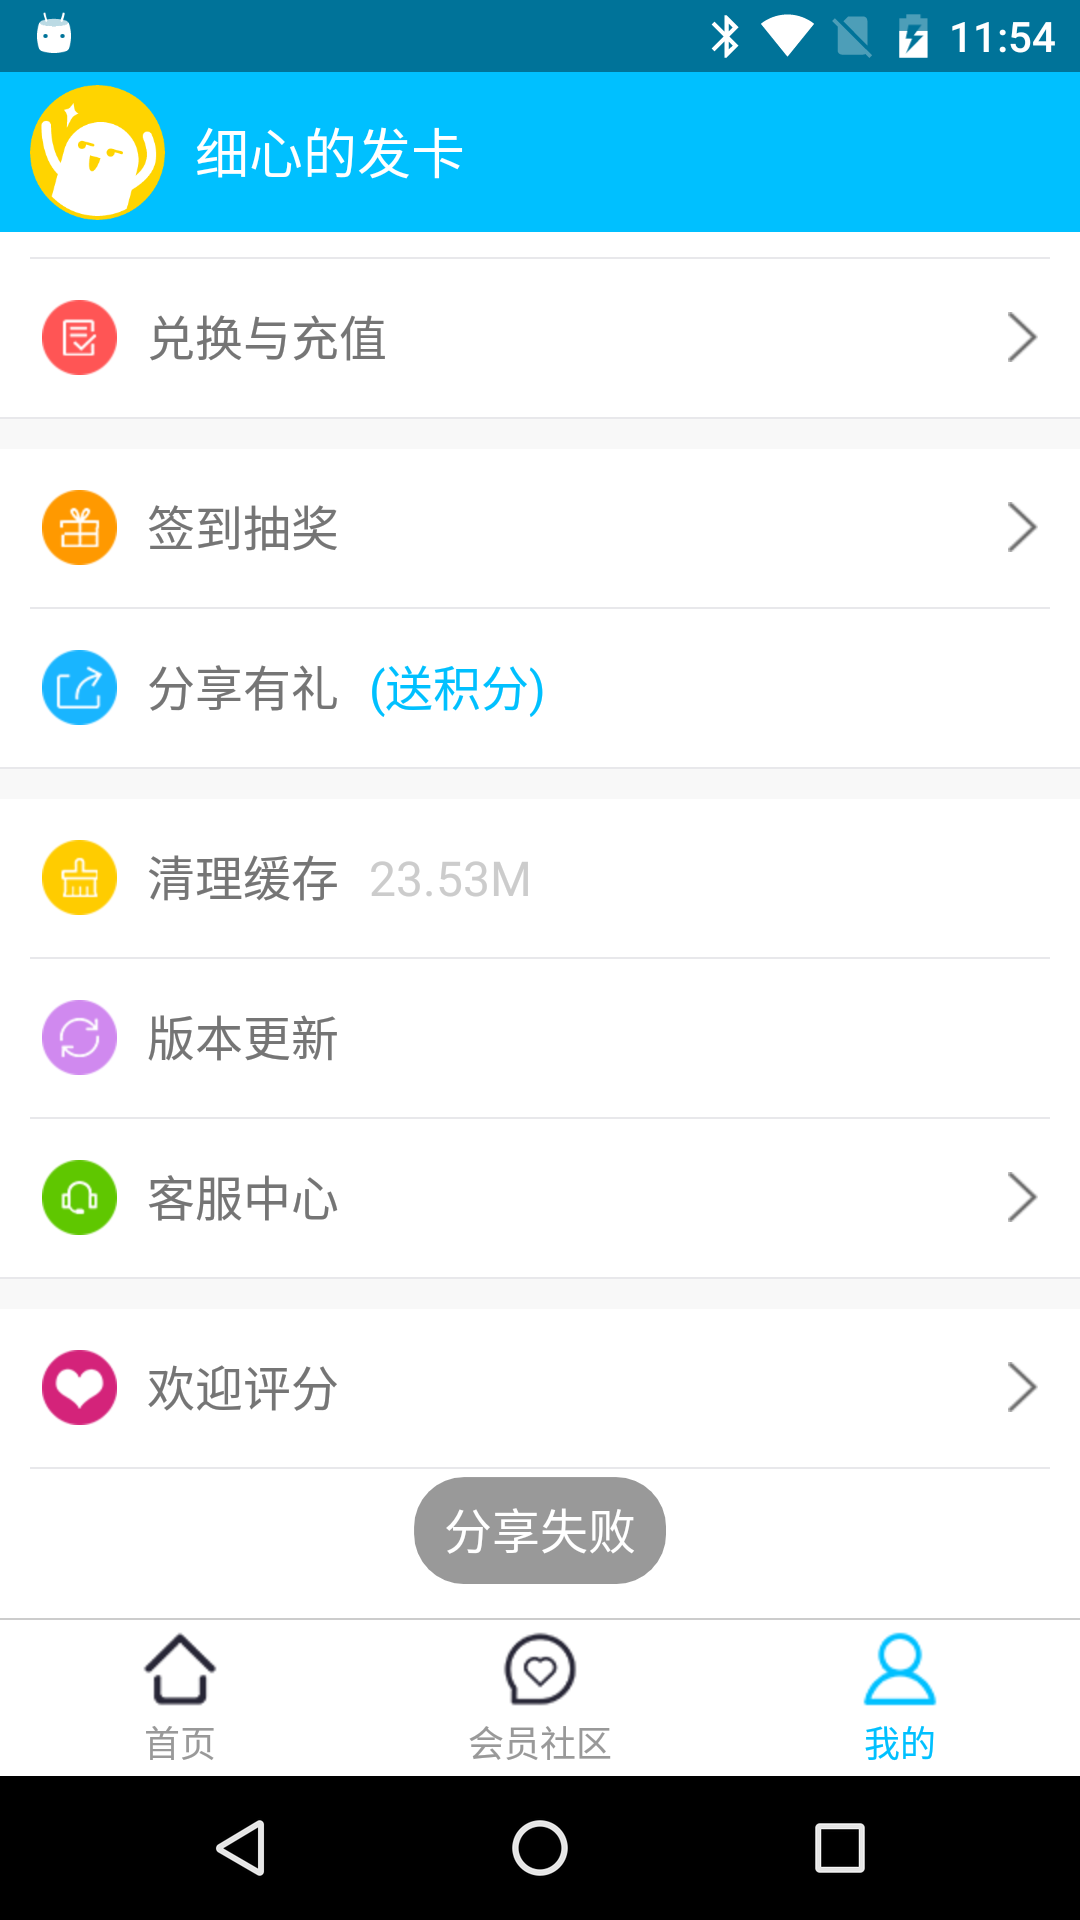 11:54
细心的发卡
兑换与充值
签到抽奖
分享有礼 (送积分)
清理缓存 23.53M
版本更新
客服中心
欢迎评分
分享失败
首页 会员社区 我的